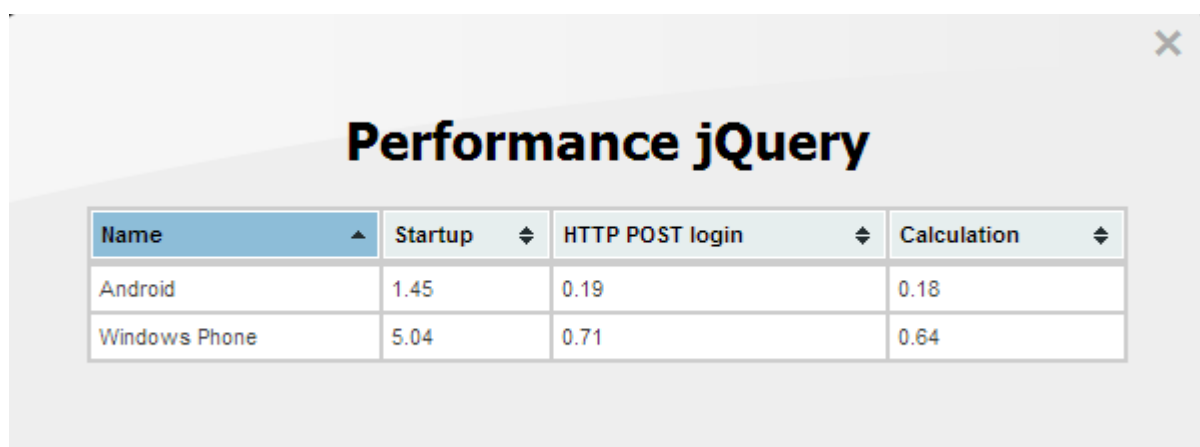 Performance jQuery
Name Startup HTTP POST login Calculation
Android 1.45 0.19 0.18
Windows Phone 5.04 0.71 0.64